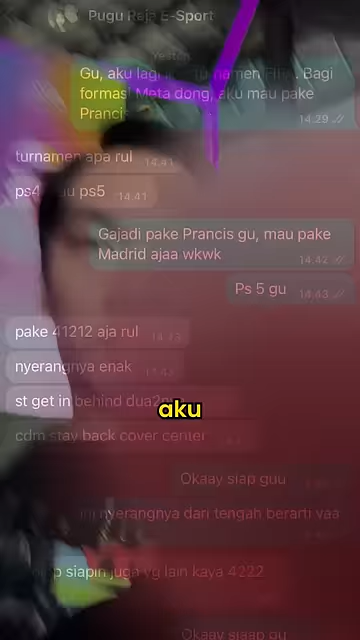 Pugu Raja E-Sport
Gu, aku lagi
namen
Bagi
formasi Meta dong, aku mau pake
Prancis
14.29
turnamen apa rul 14.41
ps4
ps5 14.41
Gajadi pake Prancis gu, mau pake
Madrid ajaa wkwk
14.42
Ps 5 gu 14.43
pake 41212 aja rul
nyerangnya enak
st get in behind
aku
cdm stay back cover center
Okaay siap guu
nyerangnya dari tengah berarti yaa
siapin juga yg lain kaya 4222
Okaay siaap gu